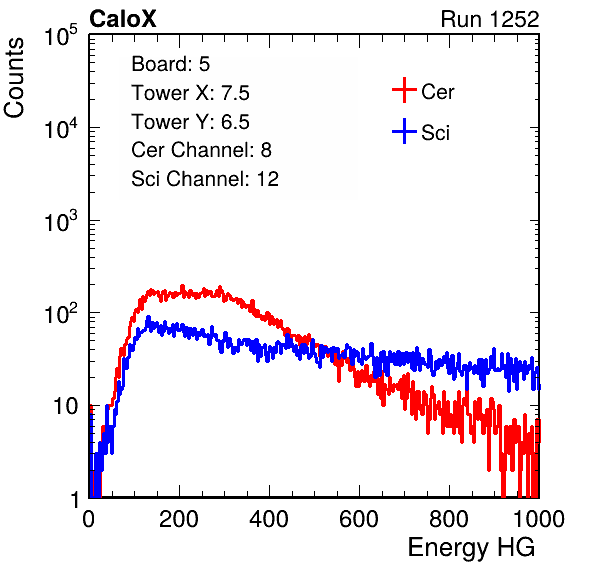 CaloX Run 1252
Counts
10^5
10^4
10^3
10^2
10
1
Board: 5
Tower X: 7.5
Tower Y: 6.5
Cer Channel: 8
Sci Channel: 12
Cer
Sci
0 200 400 600 800 1000
Energy HG